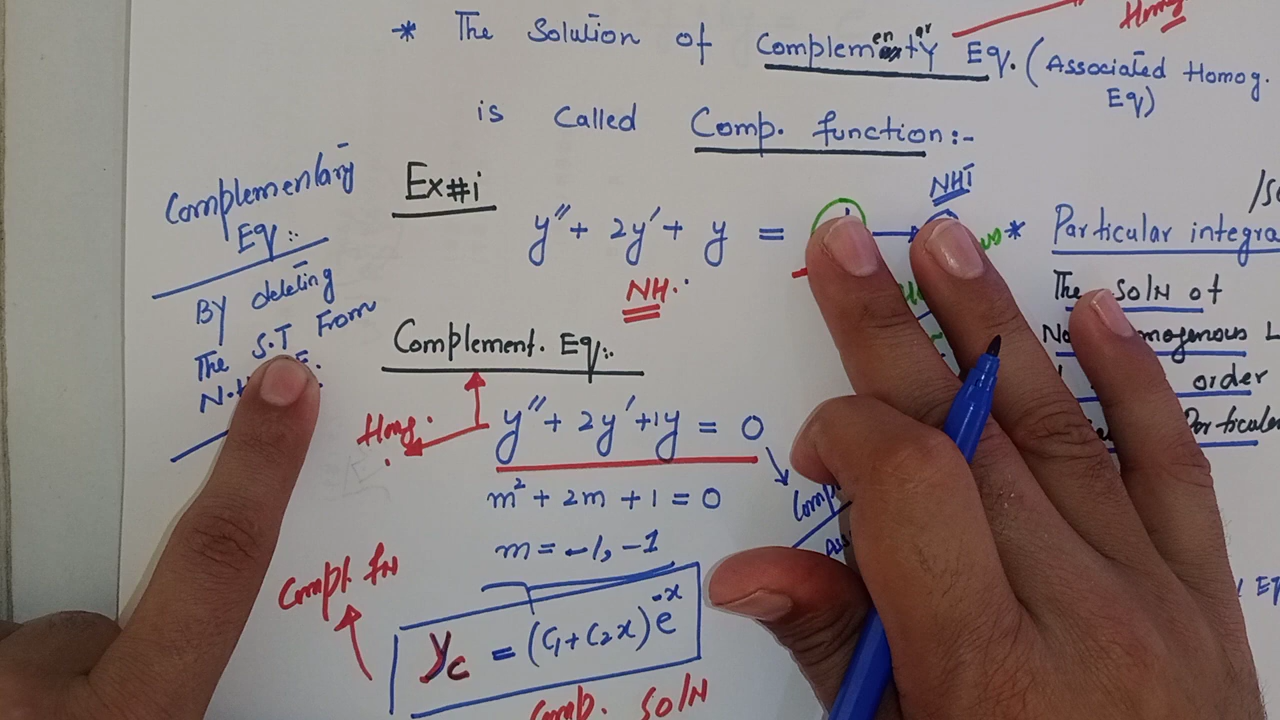 Homg
* The Solution of Complementary Eq. (Associated Homog. Eq)
is Called Comp. function:-
Complementary
Eq:
By deleting
The S.T From
Ex#i
y″ + 2y′ + y =
NHT
NH.
Complement. Eq:
Homg.
y″ + 2y′ + 1y = 0
m² + 2m + 1 = 0
m = -1, -1
Compt. fN
yc = (C1 + C2x) e^-x
Comp. SolN
* Particular integra
The SolN of
order
Particular